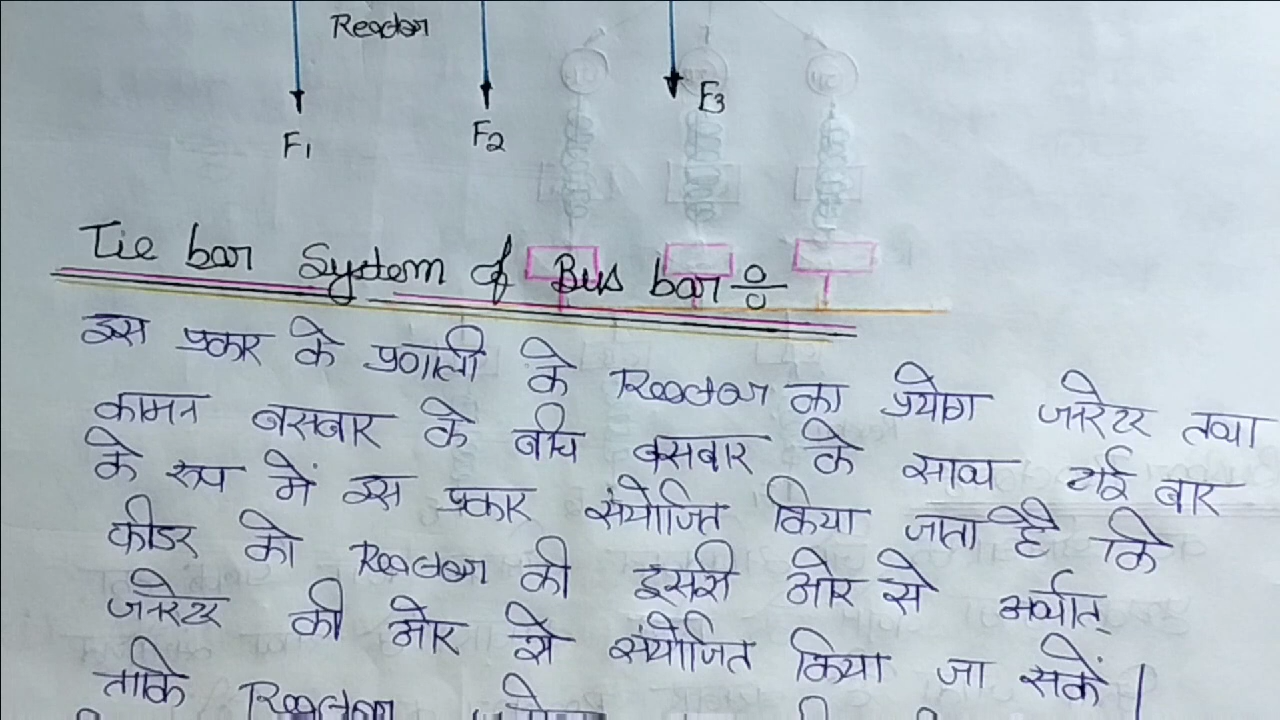 Reactor
F3
F1 F2
Tie bar System of Bus bar ÷
इस प्रकार के प्रणाली के Reactor का प्रयोग जनरेटर तथा
कामन बसबार के बीच बसबार के साथ टाई बार
के रूप में इस प्रकार संयोजित किया जाता है कि
फीडर को Reactor की दूसरी ओर से अर्थात्
जनरेटर की ओर से संयोजित किया जा सकें |
ताकि Reactor